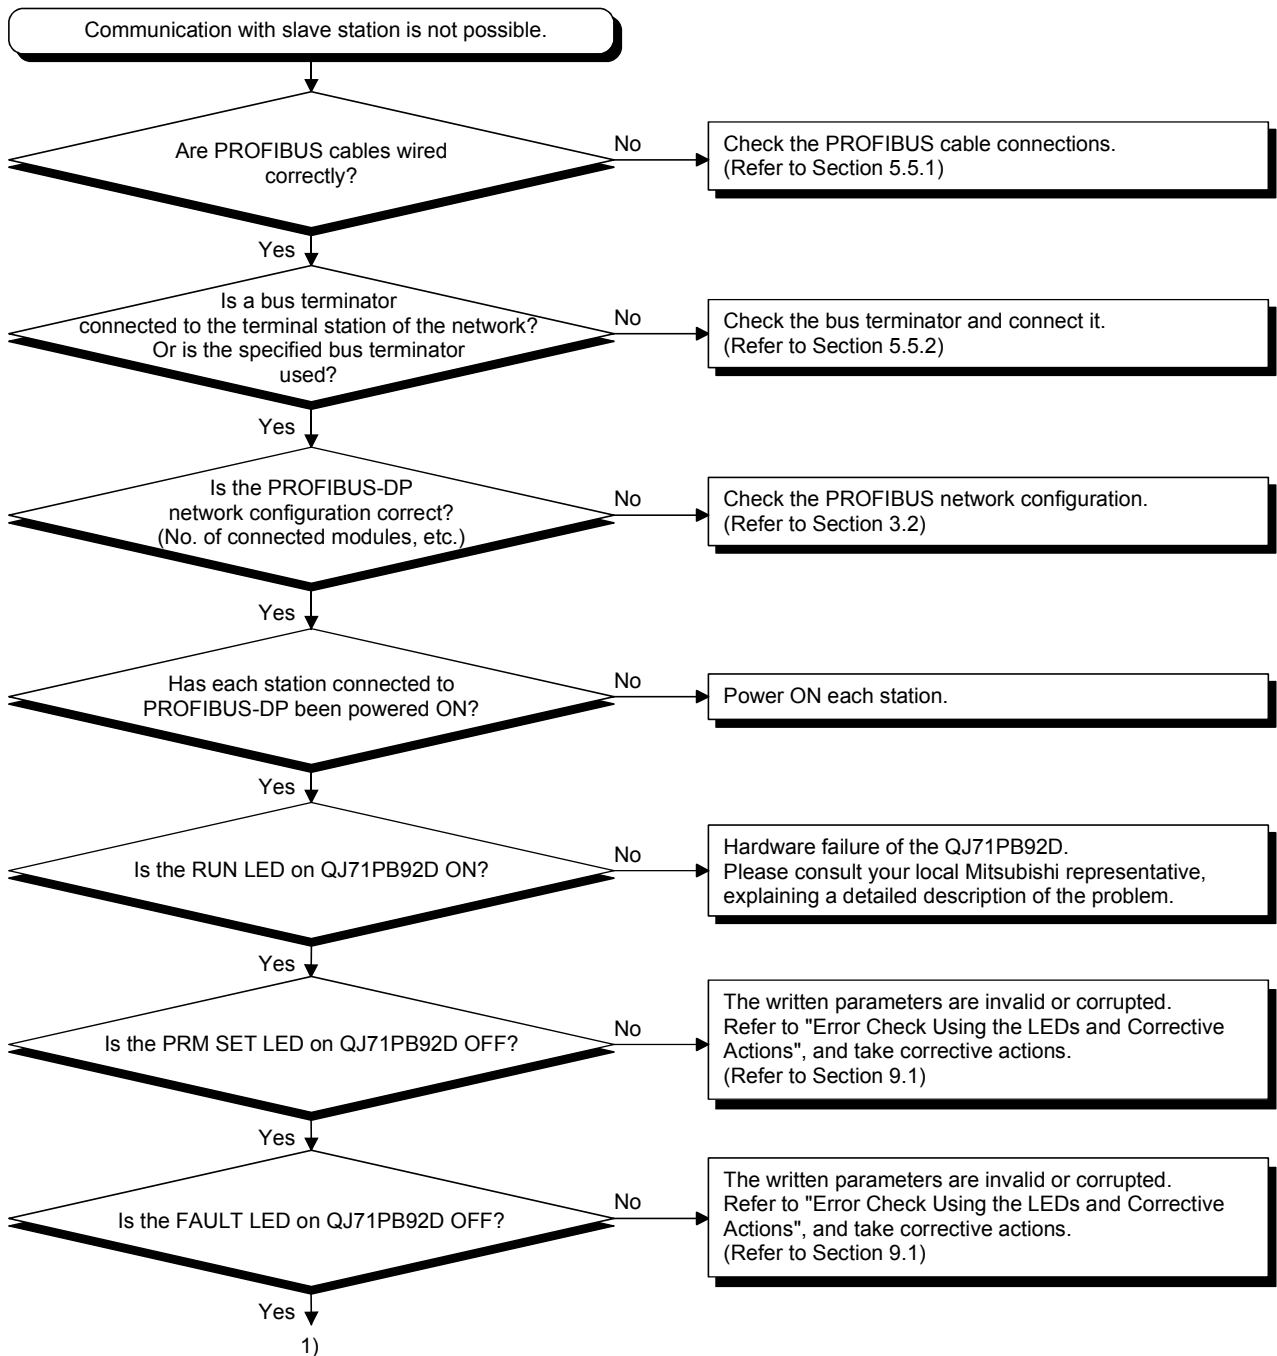 Communication with slave station is not possible.
Are PROFIBUS cables wired
correctly?
No
Check the PROFIBUS cable connections.
(Refer to Section 5.5.1)
Yes
Is a bus terminator
connected to the terminal station of the network?
Or is the specified bus terminator
used?
No
Check the bus terminator and connect it.
(Refer to Section 5.5.2)
Yes
Is the PROFIBUS-DP
network configuration correct?
(No. of connected modules, etc.)
No
Check the PROFIBUS network configuration.
(Refer to Section 3.2)
Yes
Has each station connected to
PROFIBUS-DP been powered ON?
No
Power ON each station.
Yes
Is the RUN LED on QJ71PB92D ON?
No
Hardware failure of the QJ71PB92D.
Please consult your local Mitsubishi representative,
explaining a detailed description of the problem.
Yes
Is the PRM SET LED on QJ71PB92D OFF?
No
The written parameters are invalid or corrupted.
Refer to "Error Check Using the LEDs and Corrective
Actions", and take corrective actions.
(Refer to Section 9.1)
Yes
Is the FAULT LED on QJ71PB92D OFF?
No
The written parameters are invalid or corrupted.
Refer to "Error Check Using the LEDs and Corrective
Actions", and take corrective actions.
(Refer to Section 9.1)
Yes
1)